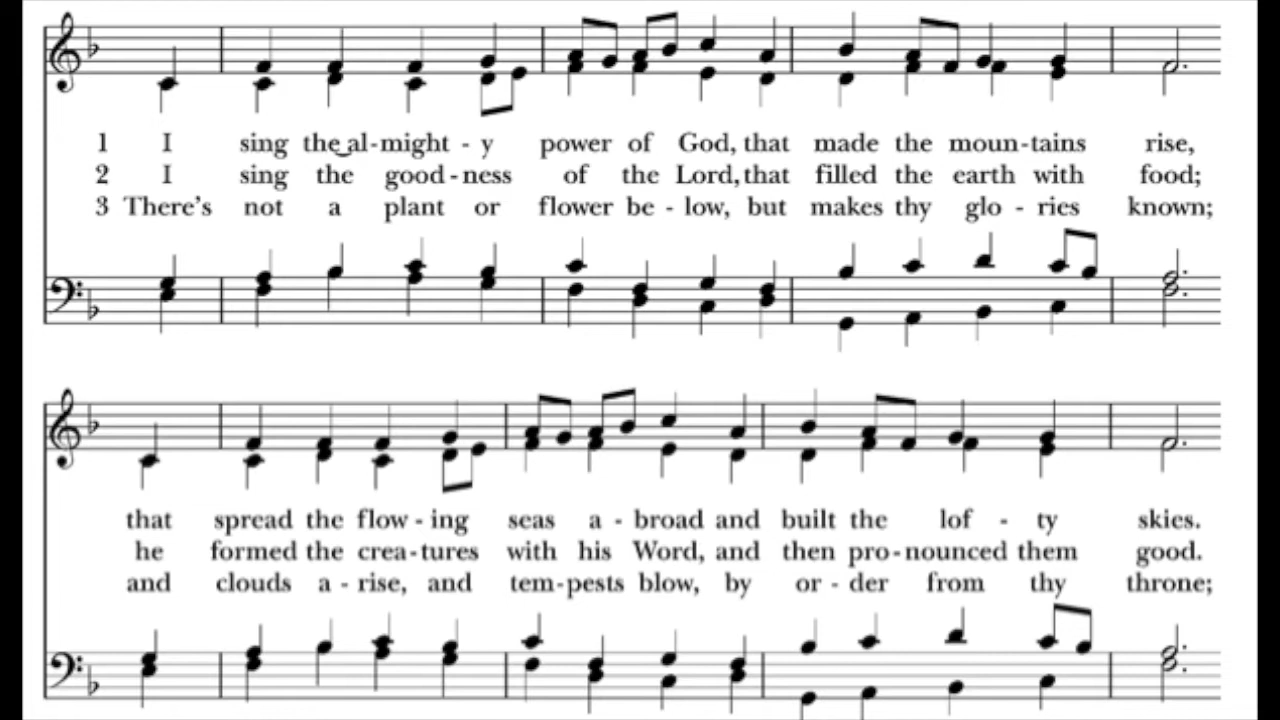 1 I sing the al-might - y power of God, that made the moun-tains rise,
2 I sing the good-ness of the Lord, that filled the earth with food;
3 There's not a plant or flower be - low, but makes thy glo - ries known;
that spread the flow - ing seas a - broad and built the lof - ty skies.
he formed the crea-tures with his Word, and then pro-nounced them good.
and clouds a - rise, and tem-pests blow, by or - der from thy throne;